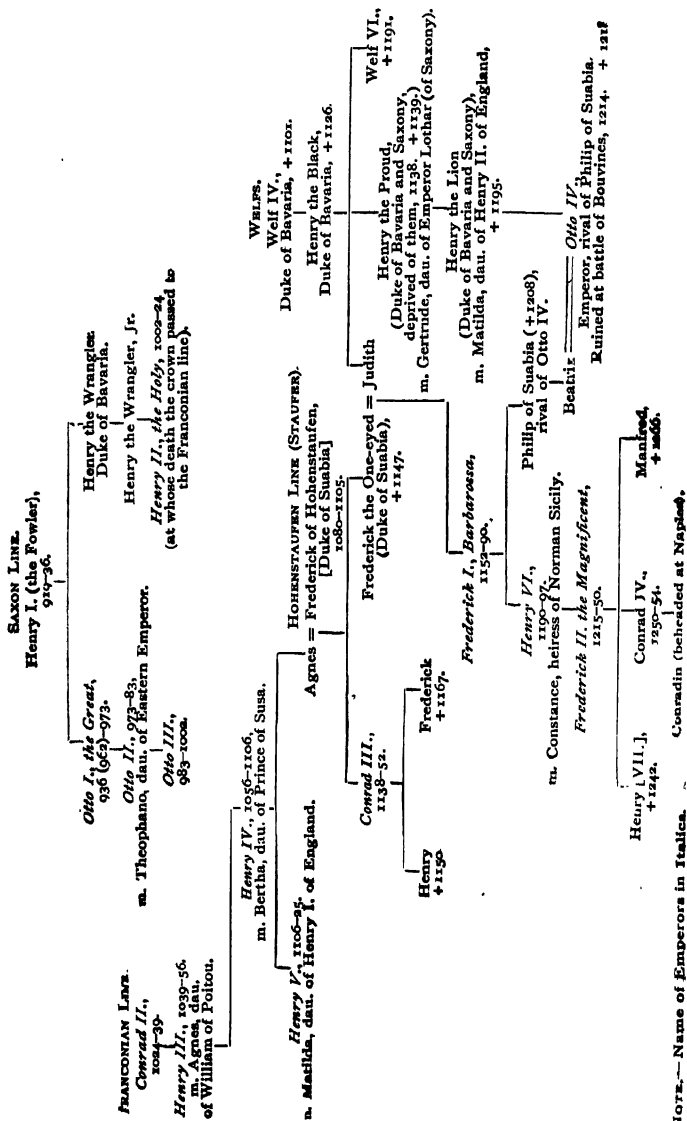 SAXON LINE.
Henry I. (the Fowler),
919-36.
Otto I., the Great,
936 (962)-973.
Otto II., 973-83,
m. Theophano, dau. of Eastern Emperor.
Otto III.,
983-1002.
Henry the Wrangler.
Duke of Bavaria.
Henry the Wrangler, Jr.
Henry II., the Holy, 1002-24
(at whose death the crown passed to
the Franconian line).
FRANCONIAN LINE.
Conrad II.,
1024-39.
Henry III., 1039-56.
m. Agnes, dau.
of William of Poitou.
Henry IV., 1056-1106,
m. Bertha, dau. of Prince of Susa.
Henry V., 1106-25.
m. Matilda, dau. of Henry I. of England.
HOHENSTAUFEN LINE (STAUFER).
Agnes = Frederick of Hohenstaufen,
[Duke of Suabia]
1080-1105.
Conrad III.,
1138-52.
Frederick the One-eyed = Judith
(Duke of Suabia),
+1147.
Henry
+1150
Frederick
+1167.
Frederick I., Barbarossa,
1152-90.
Henry VI.,
1190-97.
m. Constance, heiress of Norman Sicily.
Philip of Suabia (+1208),
rival of Otto IV.
Frederick II. the Magnificent,
1215-50.
Beatrix == Otto IV.,
Emperor, rival of Philip of Suabia.
Ruined at battle of Bouvines, 1214. + 1218
Henry [VII.],
+1242.
Conrad IV.,
1250-54.
Manfred,
+ 1266.
Conradin (beheaded at Naples).
WELFS.
Welf IV.,
Duke of Bavaria, +1101.
Henry the Black,
Duke of Bavaria, +1126.
Henry the Proud,
(Duke of Bavaria and Saxony,
deprived of them, 1138. +1139.)
m. Gertrude, dau. of Emperor Lothar (of Saxony).
Welf VI.,
+1191.
Henry the Lion
(Duke of Bavaria and Saxony),
m. Matilda, dau. of Henry II. of England,
+ 1195.
NOTE.—Name of Emperors in Italics.